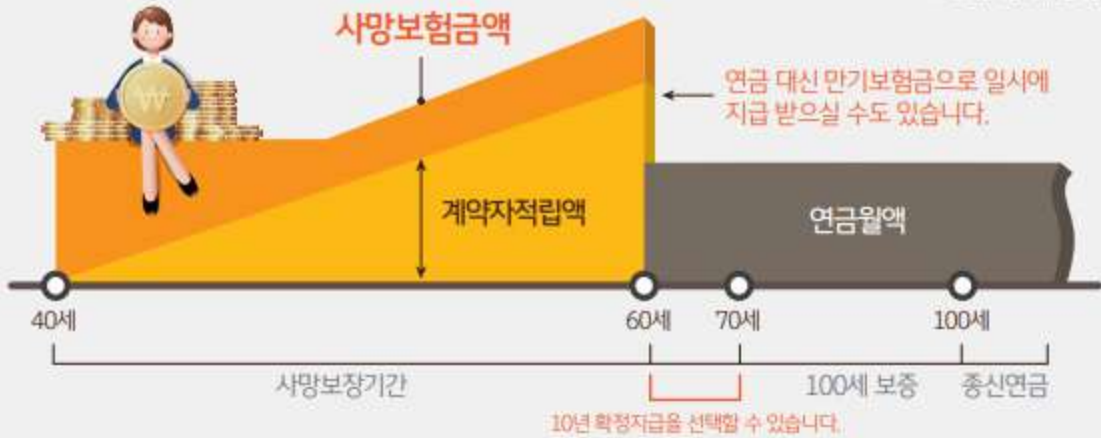 사망보험금액
연금 대신 만기보험금으로 일시에
지급 받으실 수도 있습니다.
계약자적립액
연금월액
40세
60세
70세
100세
사망보장기간
100세 보증
종신연금
10년 확정지급을 선택할 수 있습니다.